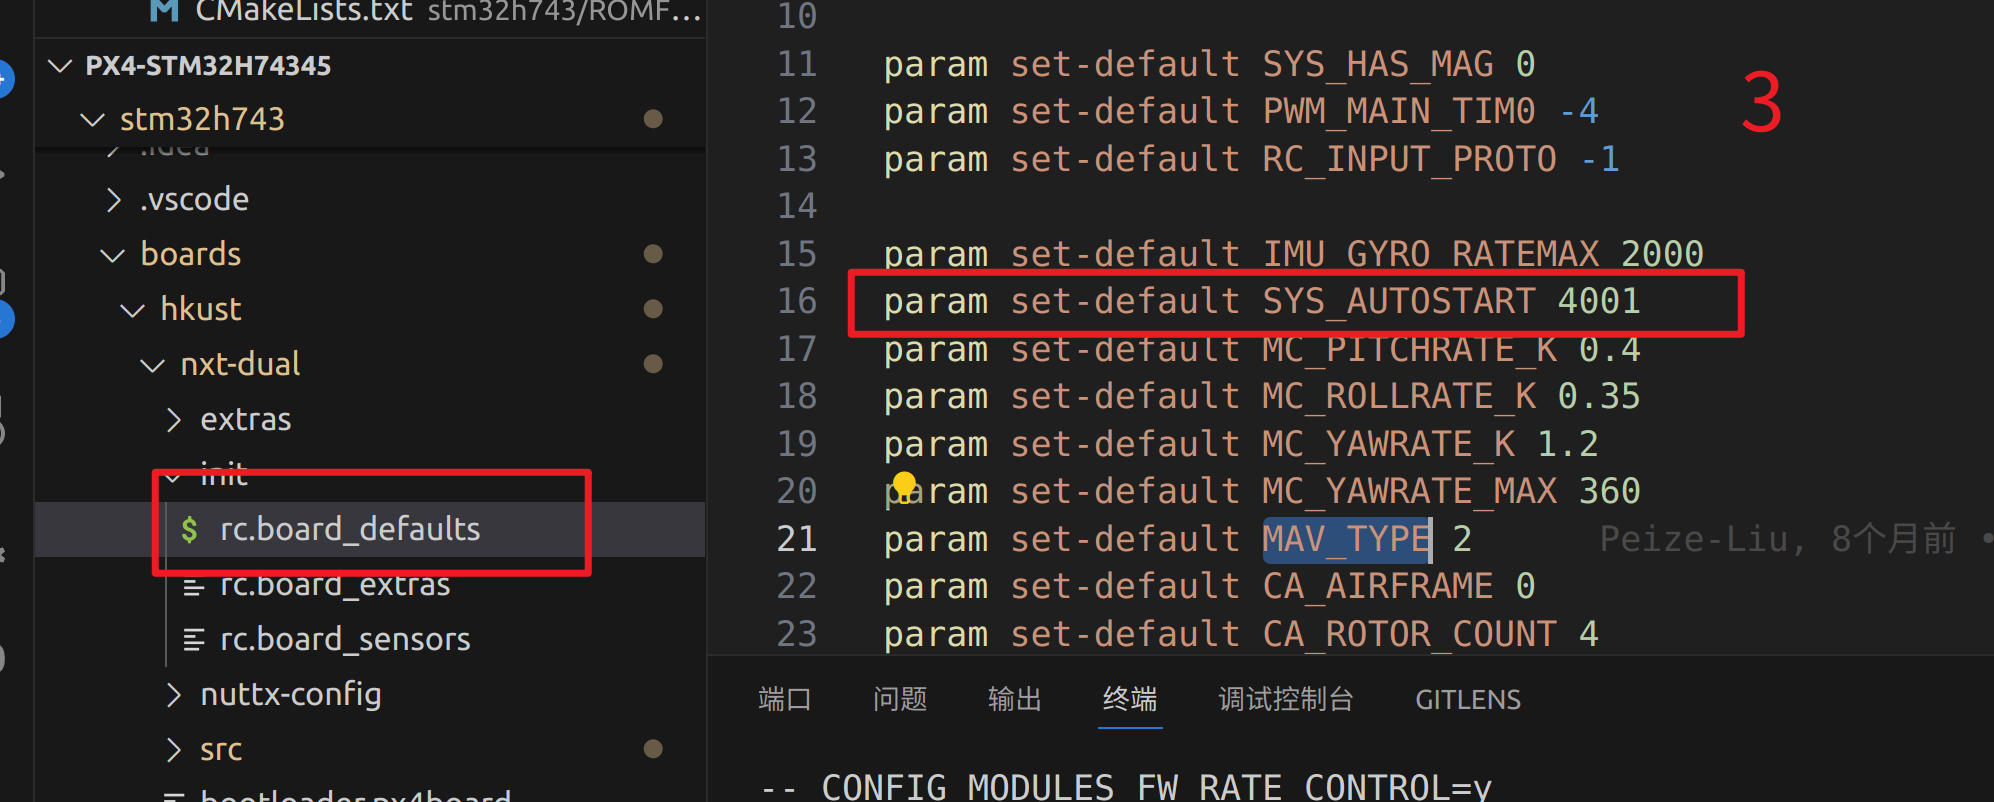 CMakeLists.txt stm32h743/ROMF...
PX4-STM32H74345
stm32h743
.idea
.vscode
boards
hkust
nxt-dual
extras
init
rc.board_defaults
rc.board_extras
rc.board_sensors
nuttx-config
src
bootloader.px4board
10
11 param set-default SYS_HAS_MAG 0
12 param set-default PWM_MAIN_TIM0 -4
13 param set-default RC_INPUT_PROTO -1
14
15 param set-default IMU_GYRO_RATEMAX 2000
16 param set-default SYS_AUTOSTART 4001
17 param set-default MC_PITCHRATE_K 0.4
18 param set-default MC_ROLLRATE_K 0.35
19 param set-default MC_YAWRATE_K 1.2
20 param set-default MC_YAWRATE_MAX 360
21 param set-default MAV_TYPE 2 Peize-Liu, 8个月前 •
22 param set-default CA_AIRFRAME 0
23 param set-default CA_ROTOR_COUNT 4
3
端口 问题 输出 终端 调试控制台 GITLENS
-- CONFIG_MODULES_FW_RATE_CONTROL=y